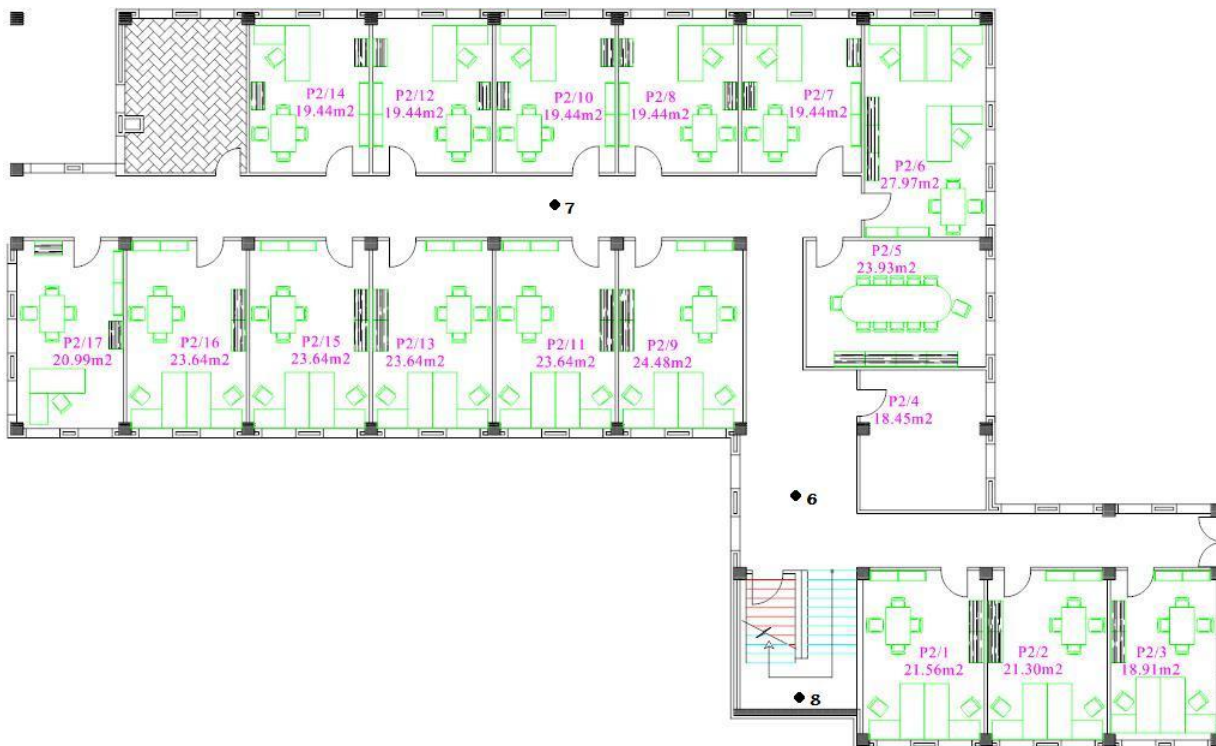 P2/14
19.44m2
P2/12
19.44m2
P2/10
19.44m2
P2/8
19.44m2
P2/7
19.44m2
P2/6
27.97m2
7
P2/5
23.93m2
P2/17
20.99m2
P2/16
23.64m2
P2/15
23.64m2
P2/13
23.64m2
P2/11
23.64m2
P2/9
24.48m2
P2/4
18.45m2
6
P2/1
21.56m2
P2/2
21.30m2
P2/3
18.91m2
8